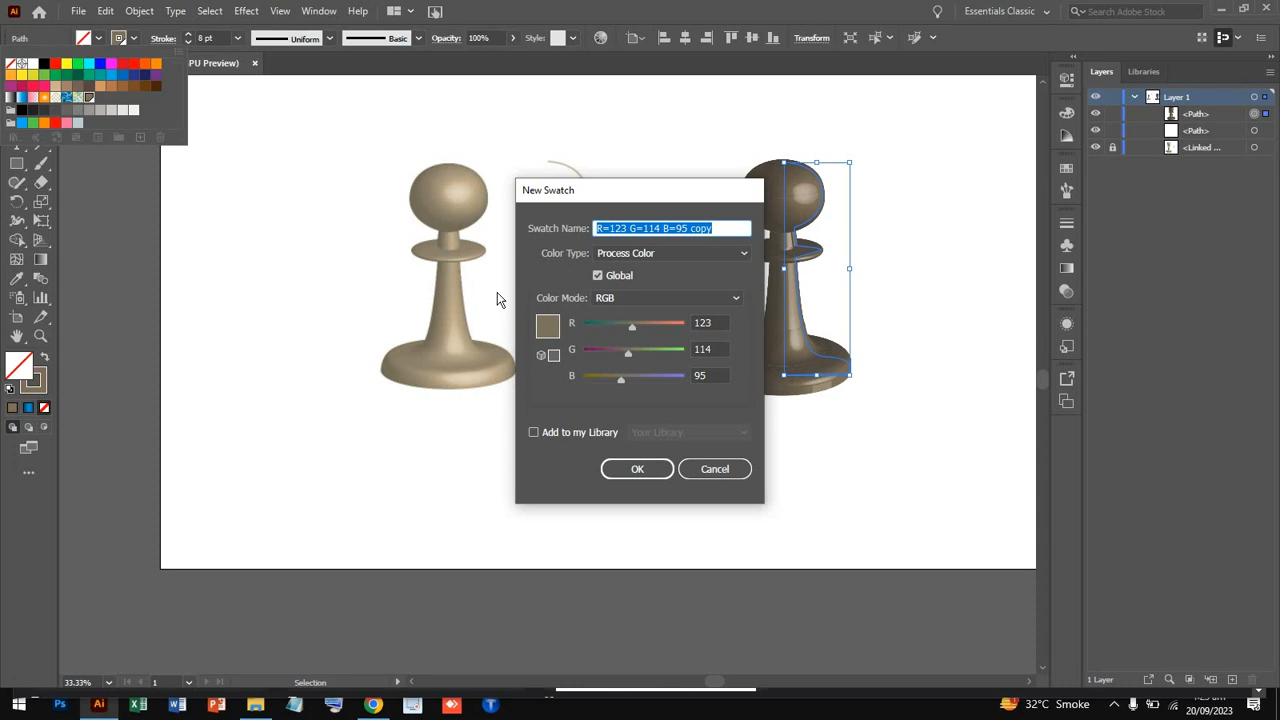 Ai File Edit Object Type Select Effect View Window Help Essentials Classic Search Adobe Stock
Path Stroke: 8 pt Uniform Basic Opacity: 100% Style: Transform
PU Preview) ×
Layers Libraries
Layer 1
<Path>
<Path>
<Linked ...
New Swatch
Swatch Name: R=123 G=114 B=95 copy
Color Type: Process Color
Global
Color Mode: RGB
R 123
G 114
B 95
Add to my Library Your Library
OK Cancel
33.33% 1 Selection
1 Layer
Ps Ai
32°C Smoke
20/09/2023